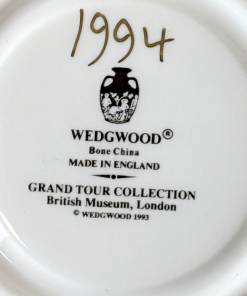 1994
WEDGWOOD®
Bone China
MADE IN ENGLAND
GRAND TOUR COLLECTION
British Museum, London
© WEDGWOOD 1993